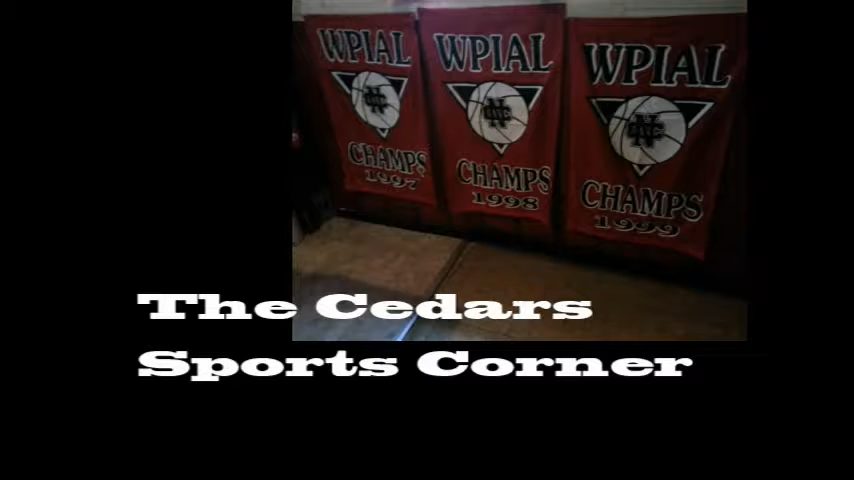 WPIAL
CHAMPS
1997
WPIAL
CHAMPS
1998
WPIAL
CHAMPS
1999
The Cedars
Sports Corner